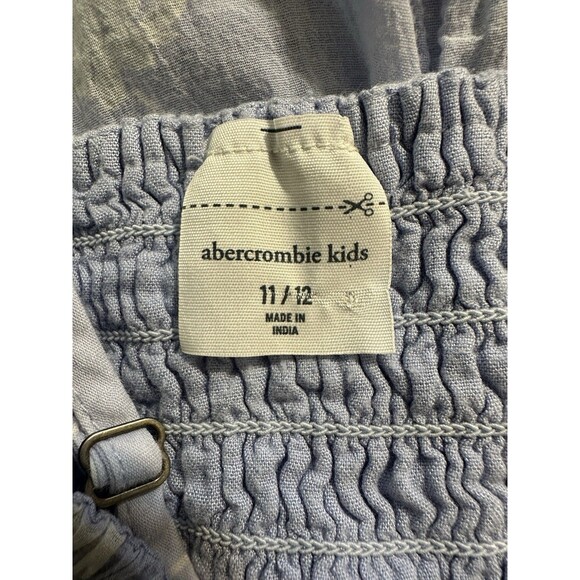 abercrombie kids
11 / 12
MADE IN
INDIA